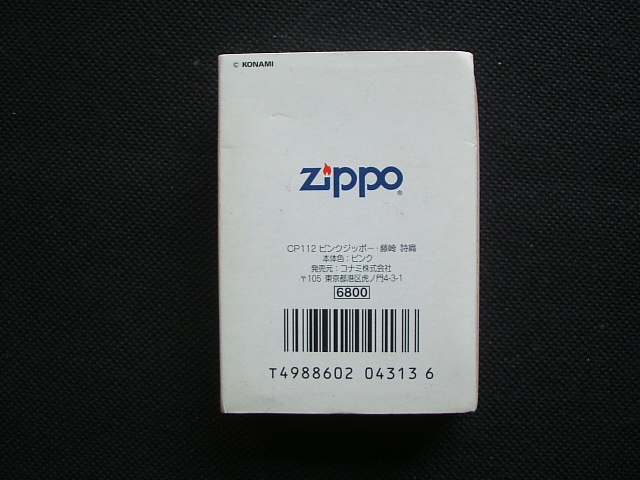 © KONAMI
zippo®
CP112 ピンクジッポー・藤崎 詩織
本体色：ピンク
発売元：コナミ株式会社
〒105 東京都港区虎ノ門4-3-1
6800
T4988602 04313 6